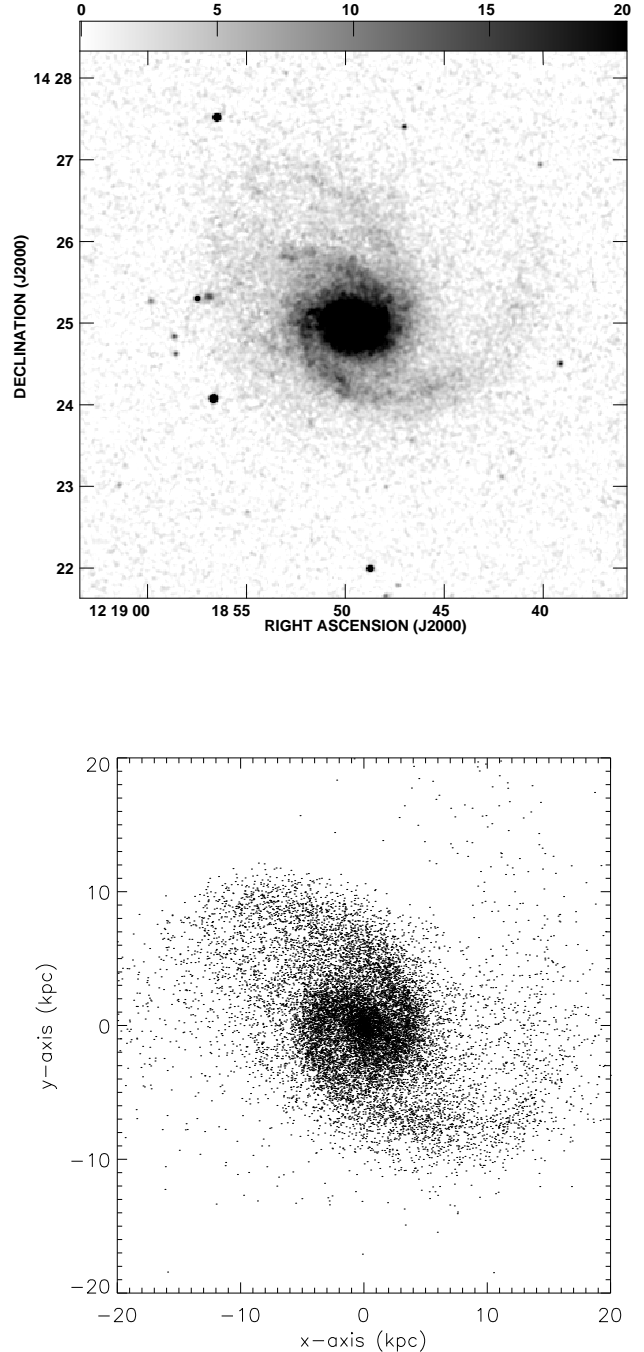 0 5 10 15 20
14 28
27
26
25
24
23
22
DECLINATION (J2000)
12 19 00 18 55 50 45 40
RIGHT ASCENSION (J2000)
20
10
0
−10
−20
y−axis (kpc)
−20 −10 0 10 20
x−axis (kpc)